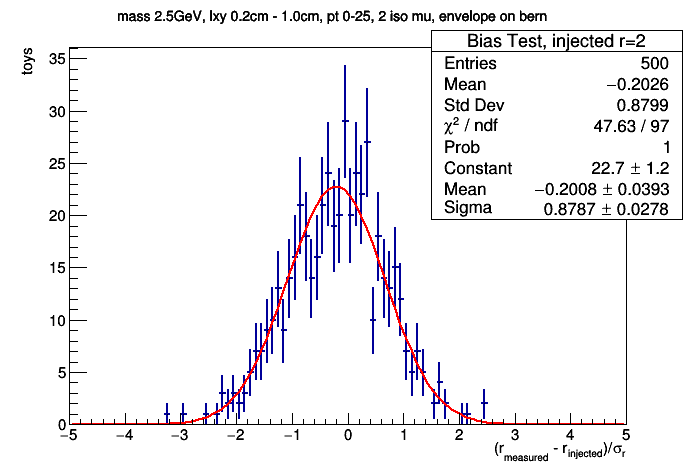 mass 2.5GeV, lxy 0.2cm - 1.0cm, pt 0-25, 2 iso mu, envelope on bern
toys
Bias Test, injected r=2
Entries 500
Mean −0.2026
Std Dev 0.8799
χ² / ndf 47.63 / 97
Prob 1
Constant 22.7 ± 1.2
Mean −0.2008 ± 0.0393
Sigma 0.8787 ± 0.0278
35
30
25
20
15
10
5
0
−5 −4 −3 −2 −1 0 1 2 3 4 5
(r_measured - r_injected)/σ_r